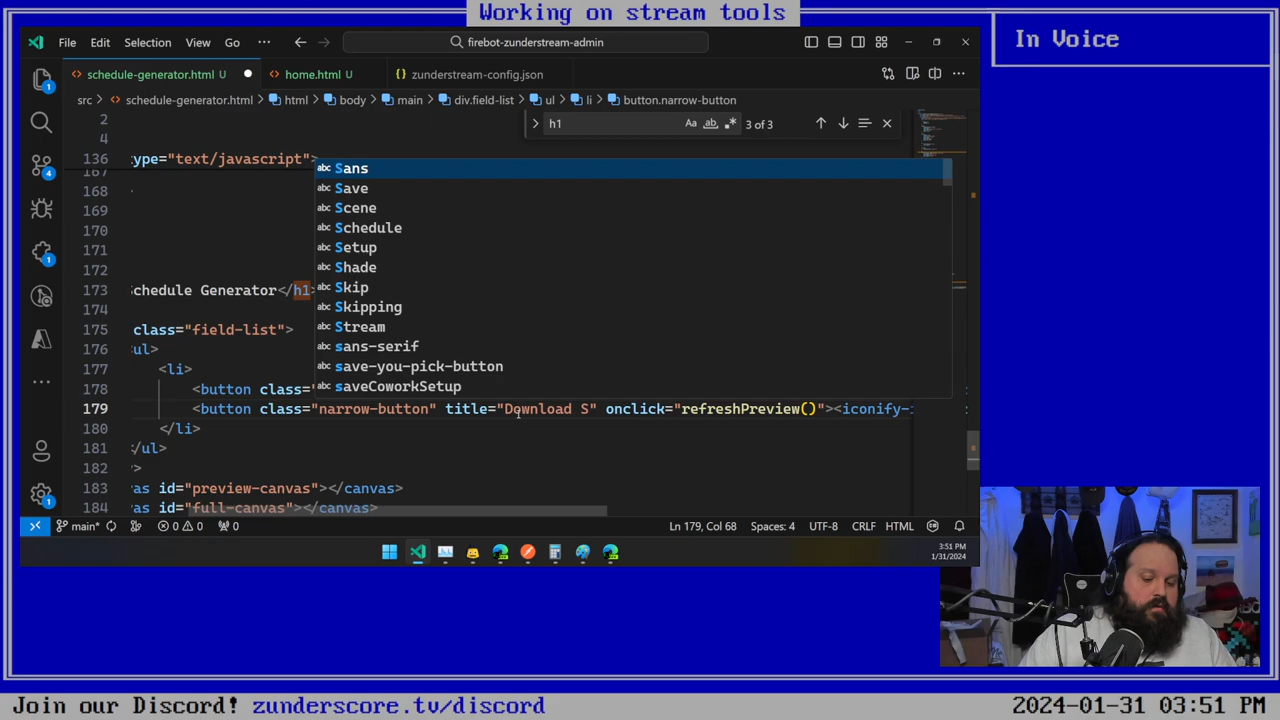 Working on stream tools
In Voice
File Edit Selection View Go ··· firebot-zunderstream-admin
schedule-generator.html U home.html U zunderstream-config.json
src > schedule-generator.html > html > body > main > div.field-list > ul > li > button.narrow-button
h1 Aa ab .* 3 of 3
2
4
136 type="text/javascript">
167
168
169
170
171
172
173 Schedule Generator</h1
174
175 class="field-list">
176 ul>
177 <li>
178 <button class="
179 <button class="narrow-button" title="Download S" onclick="refreshPreview()"><iconify-i
180 </li>
181 </ul>
182 >
183 as id="preview-canvas"></canvas>
184 as id="full-canvas"></canvas>
abc Sans
abc Save
abc Scene
abc Schedule
abc Setup
abc Shade
abc Skip
abc Skipping
abc Stream
abc sans-serif
abc save-you-pick-button
abc saveCoworkSetup
1
4
1
1
main* 0 0 0 Ln 179, Col 68 Spaces: 4 UTF-8 CRLF HTML
3:51 PM
1/31/2024
Join our Discord! zunderscore.tv/discord 2024-01-31 03:51 PM